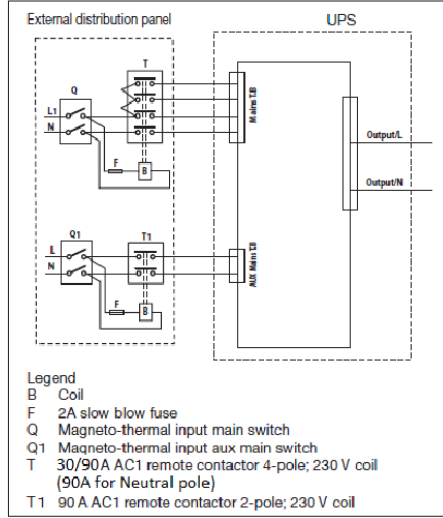 External distribution panel
UPS
T
Q
L1
N
F
B
Mains T.B
Output/L
Output/N
Q1
T1
L
N
F
B
AUX Mains T.B
Legend
B Coil
F 2A slow blow fuse
Q Magneto-thermal input main switch
Q1 Magneto-thermal input aux main switch
T 30/90A AC1 remote contactor 4-pole; 230 V coil
(90A for Neutral pole)
T1 90 A AC1 remote contactor 2-pole; 230 V coil